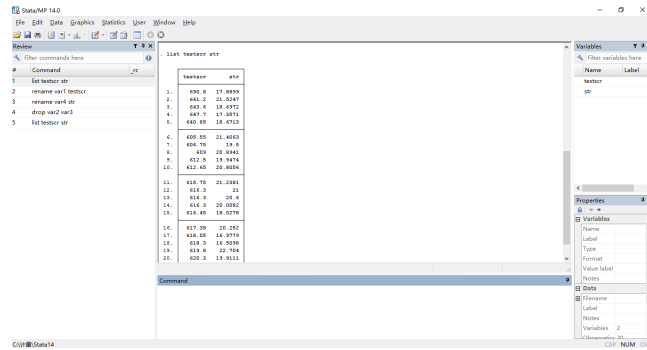 Stata/MP 14.0
File Edit Data Graphics Statistics User Window Help
Review
Filter commands here
# Command _rc
1 list testscr str
2 rename var1 testscr
3 rename var4 str
4 drop var2 var3
5 list testscr str
. list testscr str
testscr str
1. 690.8 17.8899
2. 661.2 21.5247
3. 643.6 18.6972
4. 647.7 17.3571
5. 640.85 18.6713
6. 605.55 21.4063
7. 606.75 19.5
8. 609 20.8941
9. 612.5 19.9474
10. 612.65 20.8056
11. 615.75 21.2381
12. 616.3 21
13. 616.3 20.6
14. 616.3 20.0082
15. 616.45 18.0278
16. 617.35 20.252
17. 618.05 16.9779
18. 618.3 16.5098
19. 619.8 22.704
20. 620.3 19.9111
Command
Variables
Filter variables here
Name Label
testscr
str
Properties
Variables
Name
Label
Type
Format
Value label
Notes
Data
Filename
Label
Notes
Variables 2
Observations 20
C:\计量\Stata14
CAP NUM